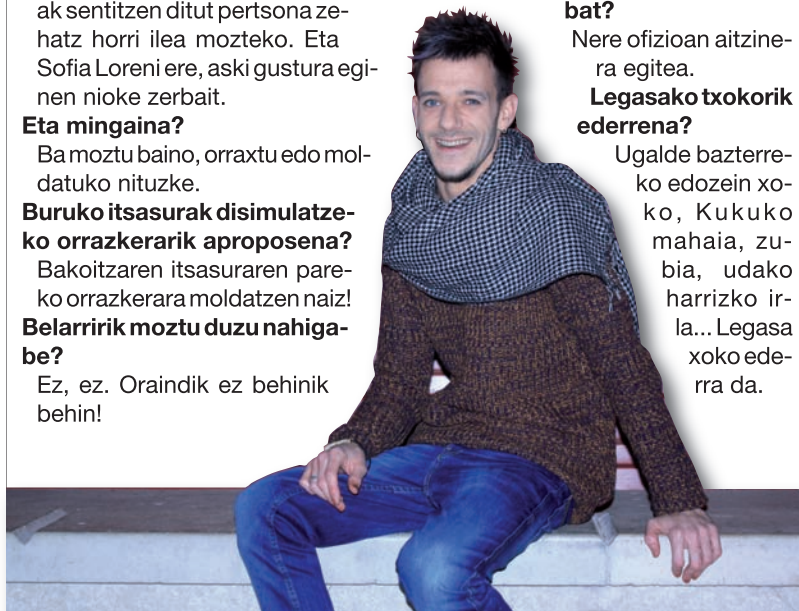 ak sentitzen ditut pertsona ze-
hatz horri ilea mozteko. Eta
Sofia Loreni ere, aski gustura egi-
nen nioke zerbait.
Eta mingaina?
Ba moztu baino, orraxtu edo mol-
datuko nituzke.
Buruko itsasurak disimulatze-
ko orrazkerarik aproposena?
Bakoitzaren itsasuraren pare-
ko orrazkerara moldatzen naiz!
Belarririk moztu duzu nahiga-
be?
Ez, ez. Oraindik ez behinik
behin!
bat?
Nere ofizioan aitzine-
ra egitea.
Legasako txokorik
ederrena?
Ugalde bazterre-
ko edozein xo-
ko, Kukuko
mahaia, zu-
bia, udako
harrizko ir-
la... Legasa
xoko ede-
rra da.